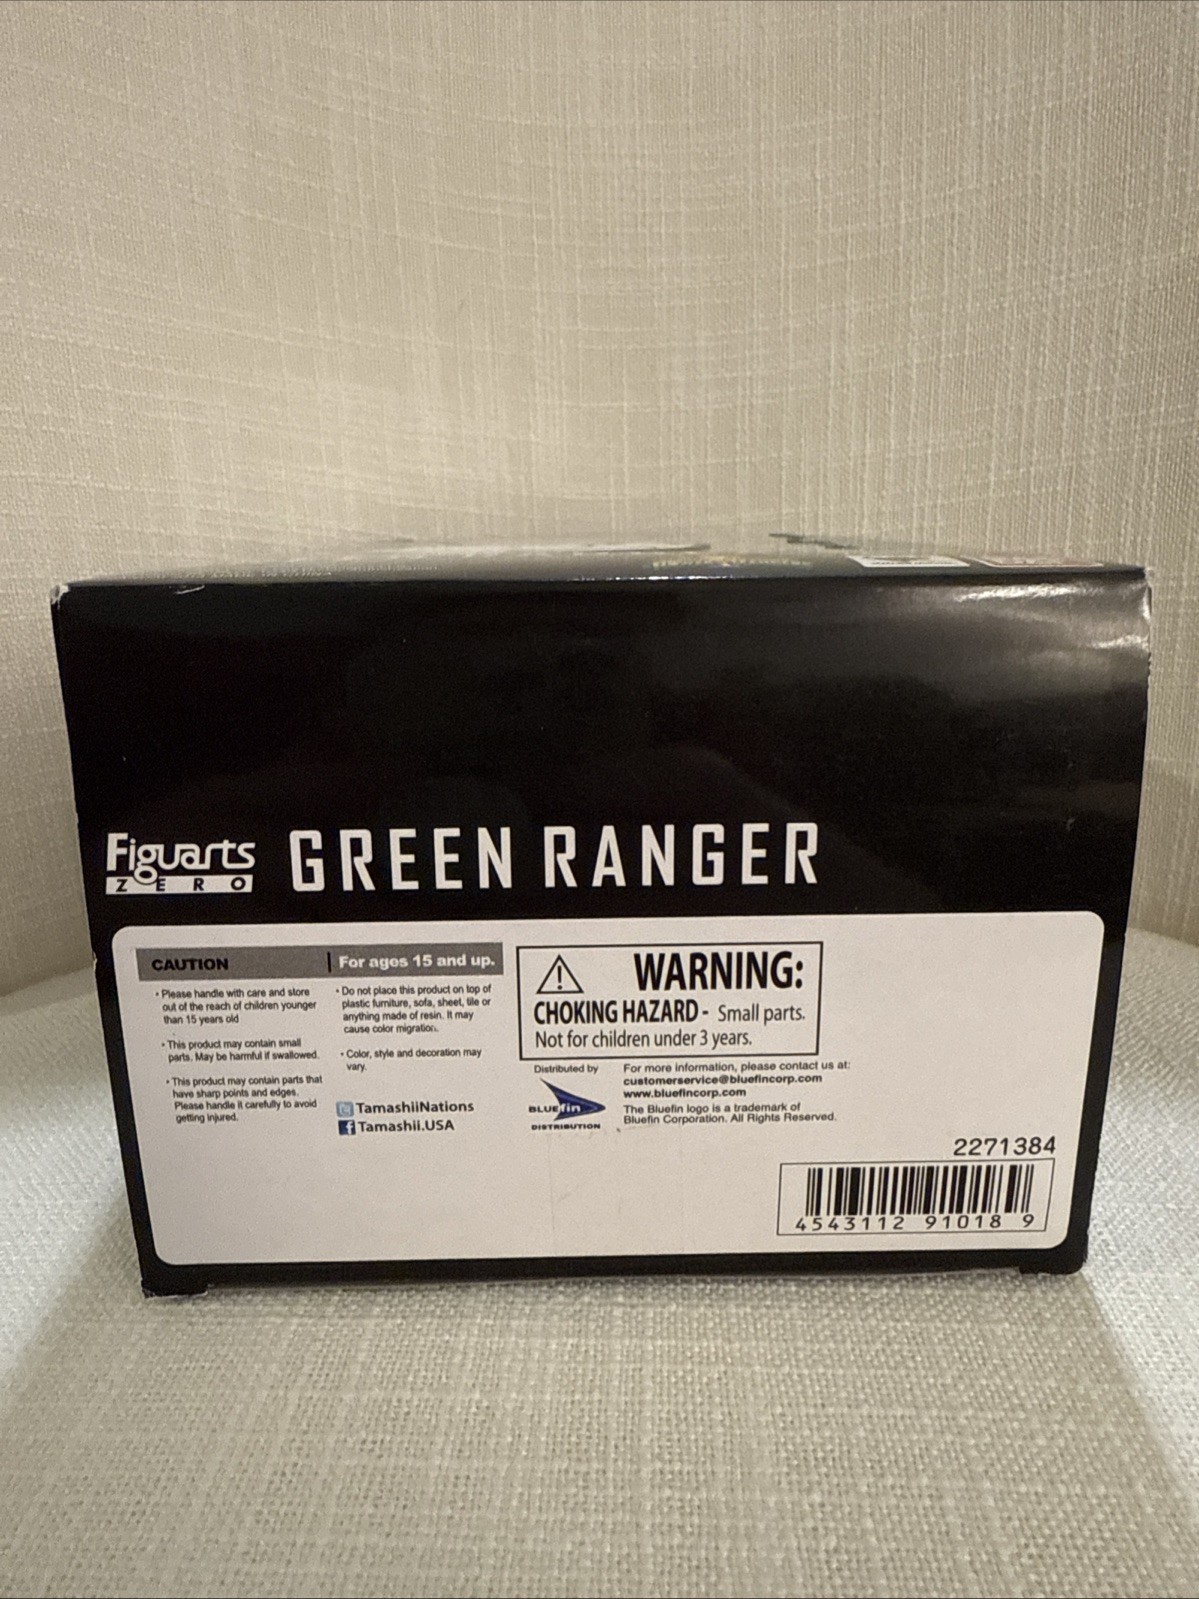 Figuarts
ZERO
GREEN RANGER
CAUTION
For ages 15 and up.
• Please handle with care and store
out of the reach of children younger
than 15 years old
• This product may contain small
parts. May be harmful if swallowed.
• This product may contain parts that
have sharp points and edges.
Please handle it carefully to avoid
getting injured.
• Do not place this product on top of
plastic furniture, sofa, sheet, tile or
anything made of resin. It may
cause color migration.
• Color, style and decoration may
vary.
TamashiiNations
f Tamashii.USA
WARNING:
CHOKING HAZARD - Small parts.
Not for children under 3 years.
Distributed by
BLUEfin
DISTRIBUTION
For more information, please contact us at:
customerservice@bluefincorp.com
www.bluefincorp.com
The Bluefin logo is a trademark of
Bluefin Corporation. All Rights Reserved.
2271384
4543112 91018 9